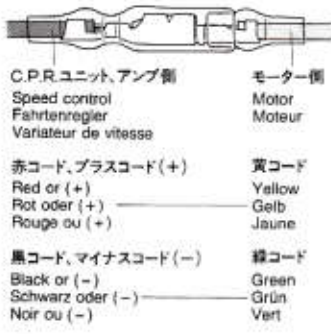 C.P.R.ユニット、アンプ側
Speed control
Fahrtenregler
Variateur de vitesse
モーター側
Motor
Moteur
赤コード、プラスコード(+)
Red or (+)
Rot oder (+)
Rouge ou (+)
黄コード
Yellow
Gelb
Jaune
黒コード、マイナスコード(−)
Black or (−)
Schwarz oder (−)
Noir ou (−)
緑コード
Green
Grün
Vert